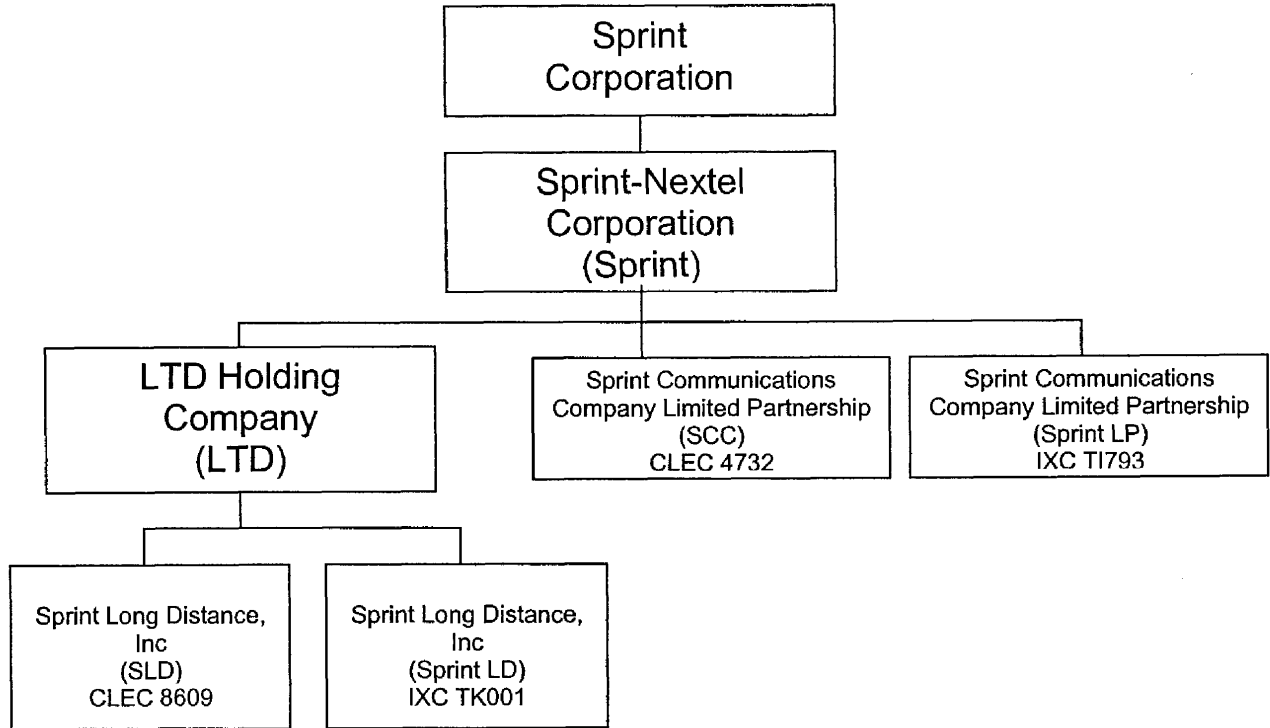 Sprint
Corporation
Sprint-Nextel
Corporation
(Sprint)
LTD Holding
Company
(LTD)
Sprint Communications
Company Limited Partnership
(SCC)
CLEC 4732
Sprint Communications
Company Limited Partnership
(Sprint LP)
IXC TI793
Sprint Long Distance,
Inc
(SLD)
CLEC 8609
Sprint Long Distance,
Inc
(Sprint LD)
IXC TK001